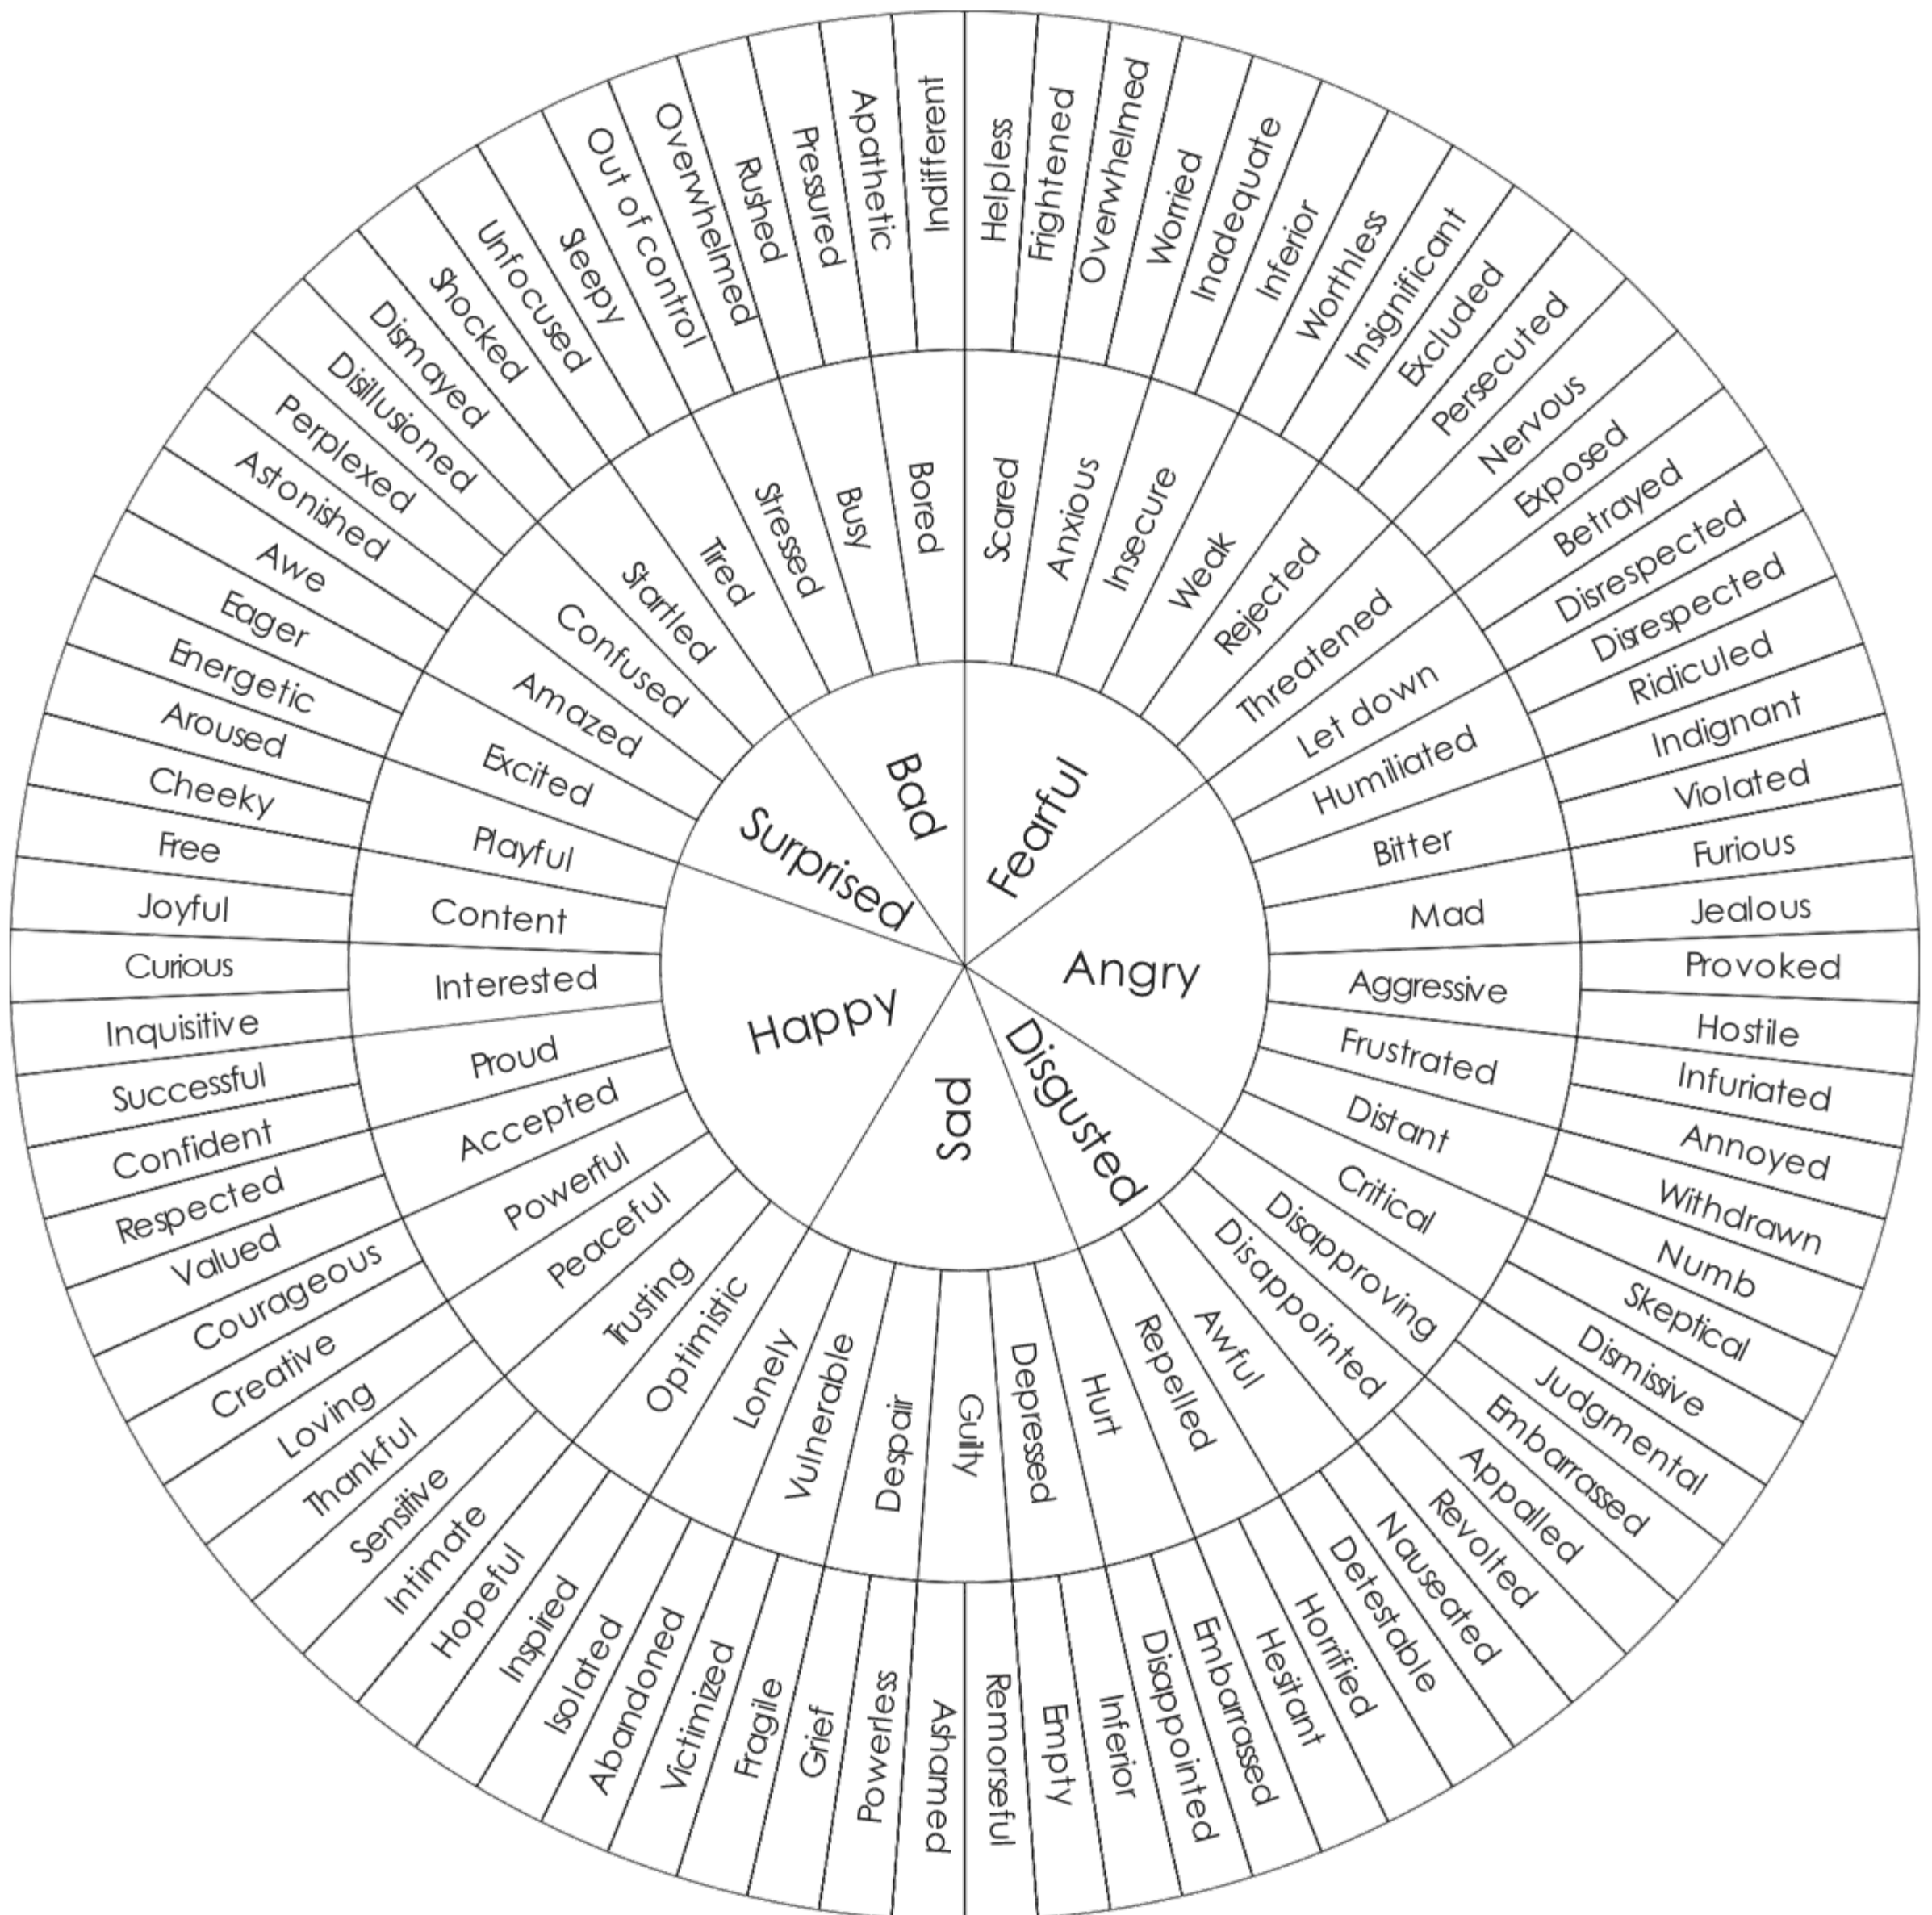 Fearful
Angry
Disgusted
Sad
Happy
Surprised
Bad
Scared
Anxious
Insecure
Weak
Rejected
Threatened
Let down
Humiliated
Bitter
Mad
Aggressive
Frustrated
Distant
Critical
Disapproving
Disappointed
Awful
Repelled
Hurt
Depressed
Guilty
Despair
Vulnerable
Lonely
Optimistic
Trusting
Peaceful
Powerful
Accepted
Proud
Interested
Content
Playful
Excited
Amazed
Confused
Startled
Tired
Stressed
Busy
Bored
Helpless
Frightened
Overwhelmed
Worried
Inadequate
Inferior
Worthless
Insignificant
Excluded
Persecuted
Nervous
Exposed
Betrayed
Disrespected
Disrespected
Ridiculed
Indignant
Violated
Furious
Jealous
Provoked
Hostile
Infuriated
Annoyed
Withdrawn
Numb
Skeptical
Dismissive
Judgmental
Embarrassed
Appalled
Revolted
Nauseated
Detestable
Horrified
Hesitant
Embarrassed
Disappointed
Inferior
Empty
Remorseful
Ashamed
Powerless
Grief
Fragile
Victimized
Abandoned
Isolated
Inspired
Hopeful
Intimate
Sensitive
Thankful
Loving
Creative
Courageous
Valued
Respected
Confident
Successful
Inquisitive
Curious
Joyful
Free
Cheeky
Aroused
Energetic
Eager
Awe
Astonished
Perplexed
Disillusioned
Dismayed
Shocked
Unfocused
Sleepy
Out of control
Overwhelmed
Rushed
Pressured
Apathetic
Indifferent